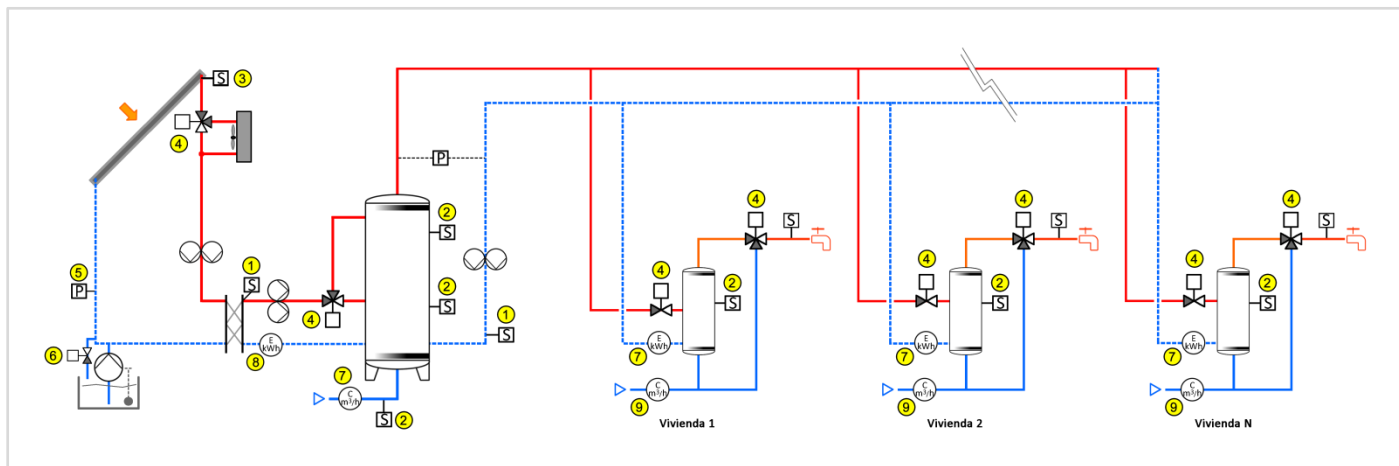 S 3
4
P
4 4 4
2 S
S S S
4 4 4
1 S
5 P
2 S
2 S 2 S 2 S
1 S
4
6
E kWh 8
7 E kWh 7 E kWh 7 E kWh
7 C m³/h
S 2
C m³/h 9 C m³/h 9 C m³/h 9
Vivienda 1 Vivienda 2 Vivienda N